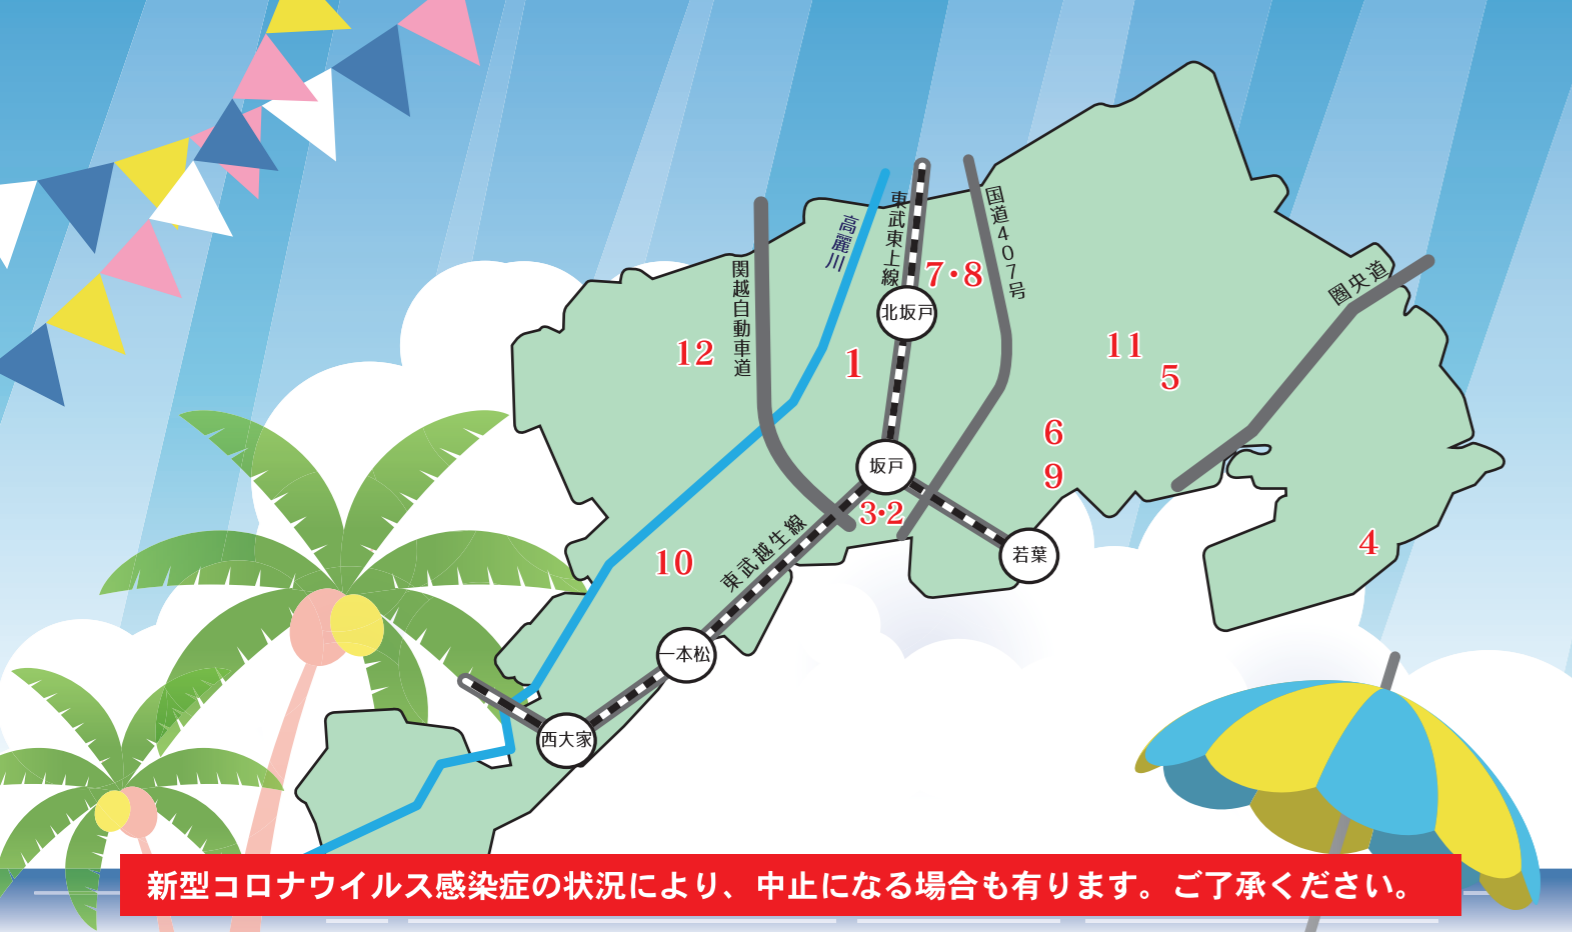 高麗川
東武東上線
国道407号
関越自動車道
圏央道
7・8
北坂戸
12
1
11
5
6
9
坂戸
3・2
東武越生線
10
若葉
4
一本松
西大家
新型コロナウイルス感染症の状況により、中止になる場合も有ります。ご了承ください。